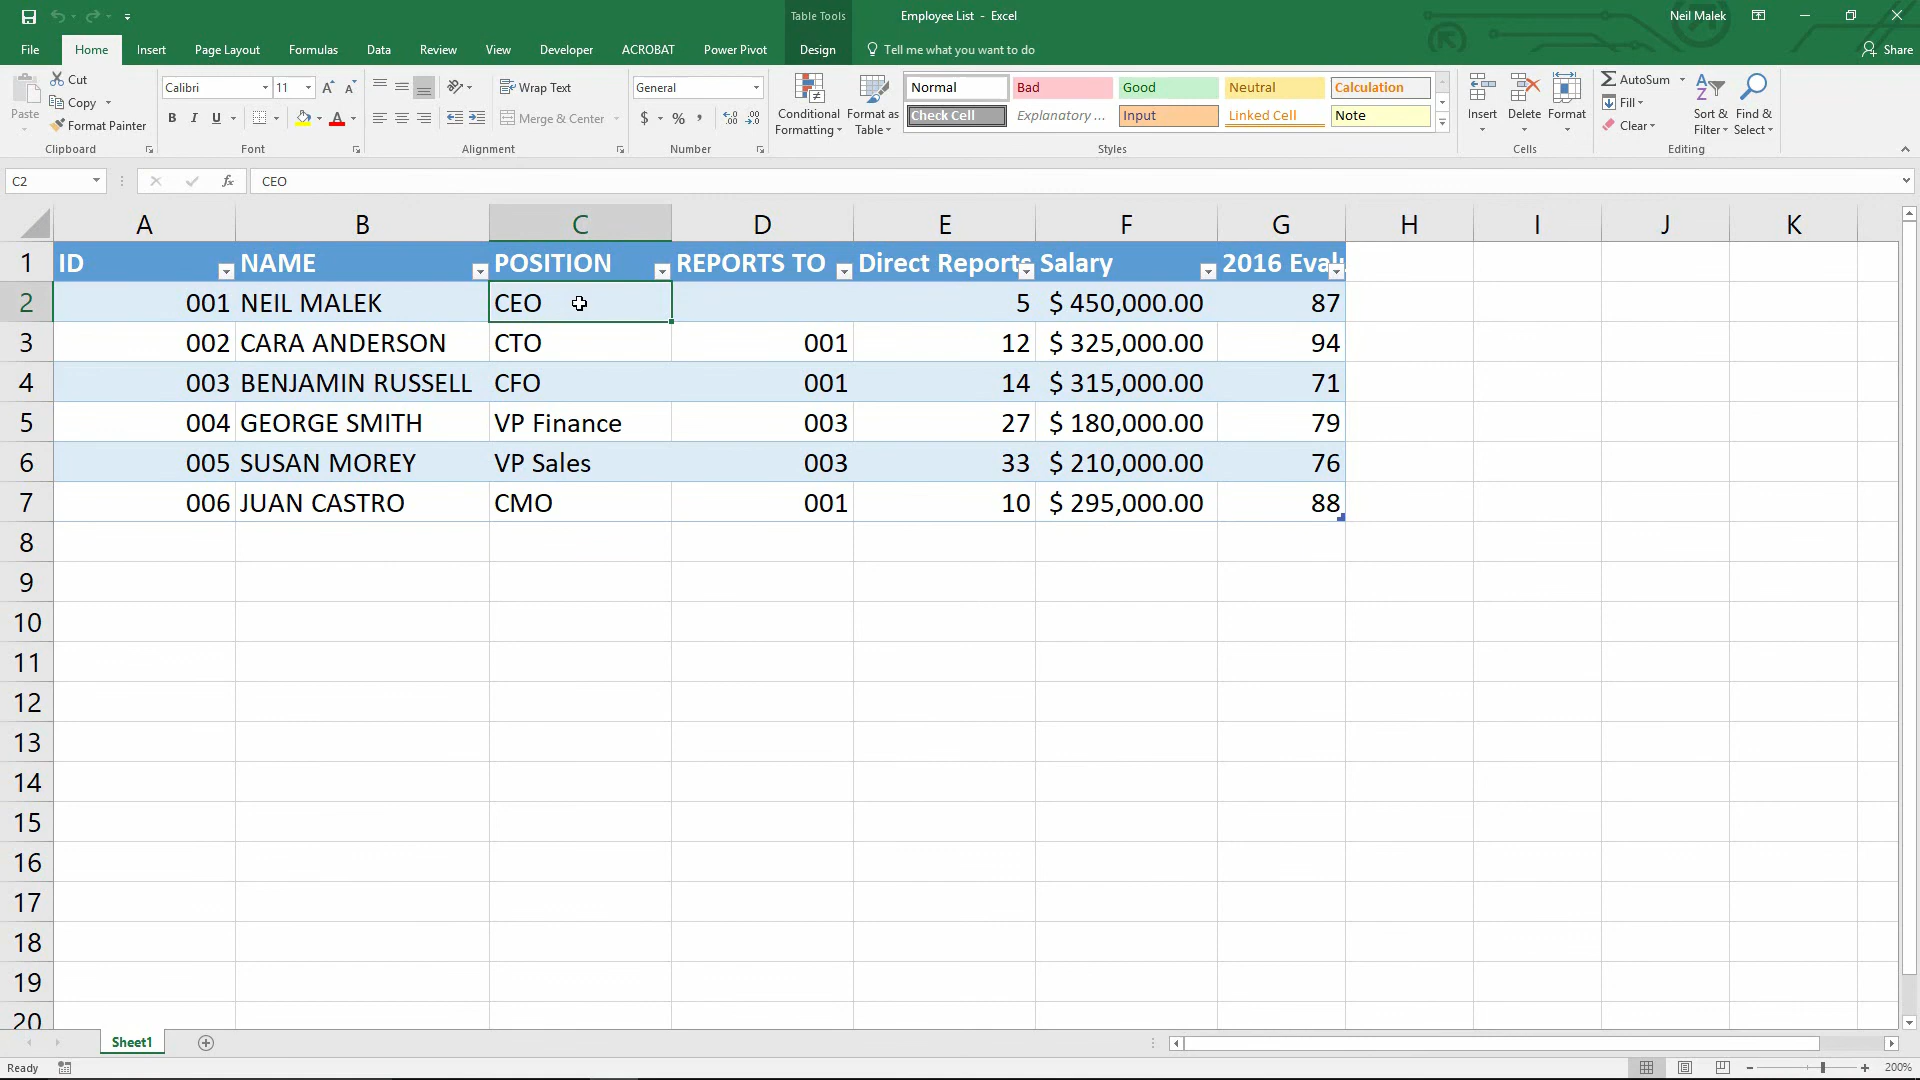 Table Tools
Employee List - Excel
Neil Malek
File Home Insert Page Layout Formulas Data Review View Developer ACROBAT Power Pivot Design Tell me what you want to do Share
Paste
Cut
Copy
Format Painter
Clipboard
Calibri 11
B I U
Font
Wrap Text
Merge & Center
Alignment
General
$ % ,
Number
Conditional Formatting
Format as Table
Normal Bad Good Neutral Calculation
Check Cell Explanatory ... Input Linked Cell Note
Styles
Insert Delete Format
Cells
AutoSum
Fill
Clear
Sort & Filter
Find & Select
Editing
C2 fx CEO
A B C D E F G H I J K
1 ID NAME POSITION REPORTS TO Direct Reports Salary 2016 Eval
2 001 NEIL MALEK CEO 5 $ 450,000.00 87
3 002 CARA ANDERSON CTO 001 12 $ 325,000.00 94
4 003 BENJAMIN RUSSELL CFO 001 14 $ 315,000.00 71
5 004 GEORGE SMITH VP Finance 003 27 $ 180,000.00 79
6 005 SUSAN MOREY VP Sales 003 33 $ 210,000.00 76
7 006 JUAN CASTRO CMO 001 10 $ 295,000.00 88
8
9
10
11
12
13
14
15
16
17
18
19
20
Sheet1
Ready
200%